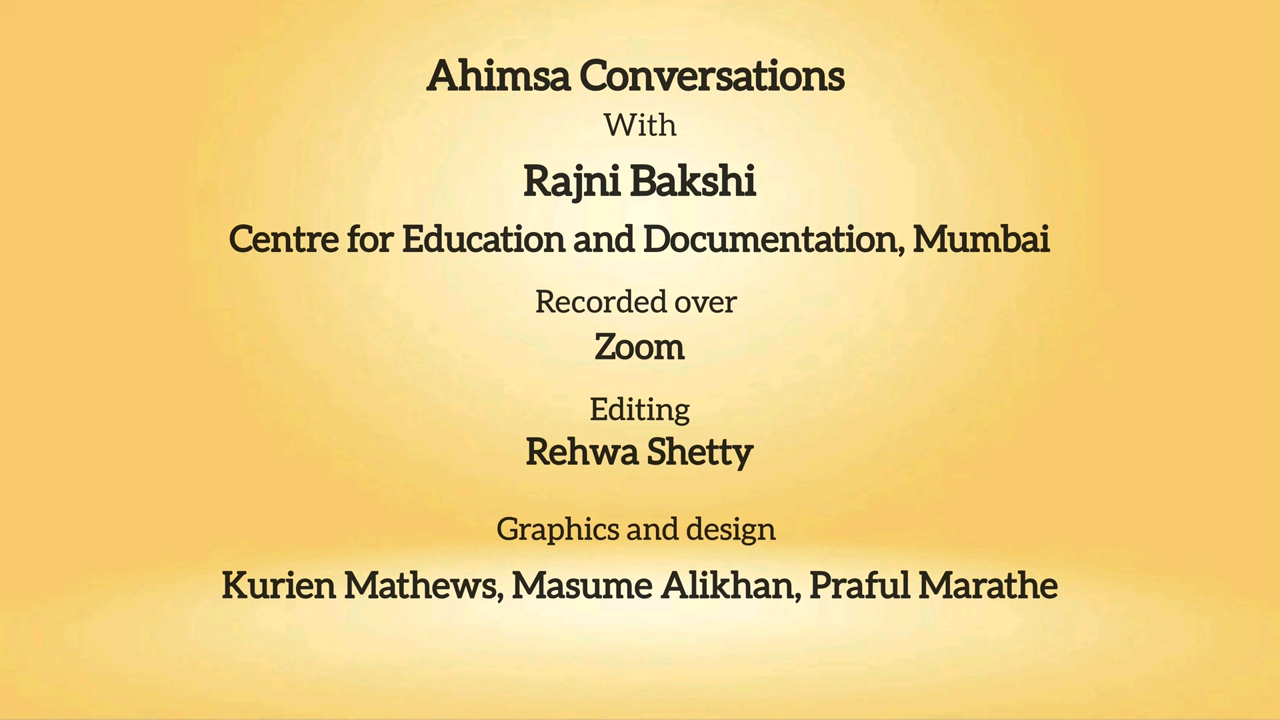 Ahimsa Conversations
With
Rajni Bakshi
Centre for Education and Documentation, Mumbai
Recorded over
Zoom
Editing
Rehwa Shetty
Graphics and design
Kurien Mathews, Masume Alikhan, Praful Marathe